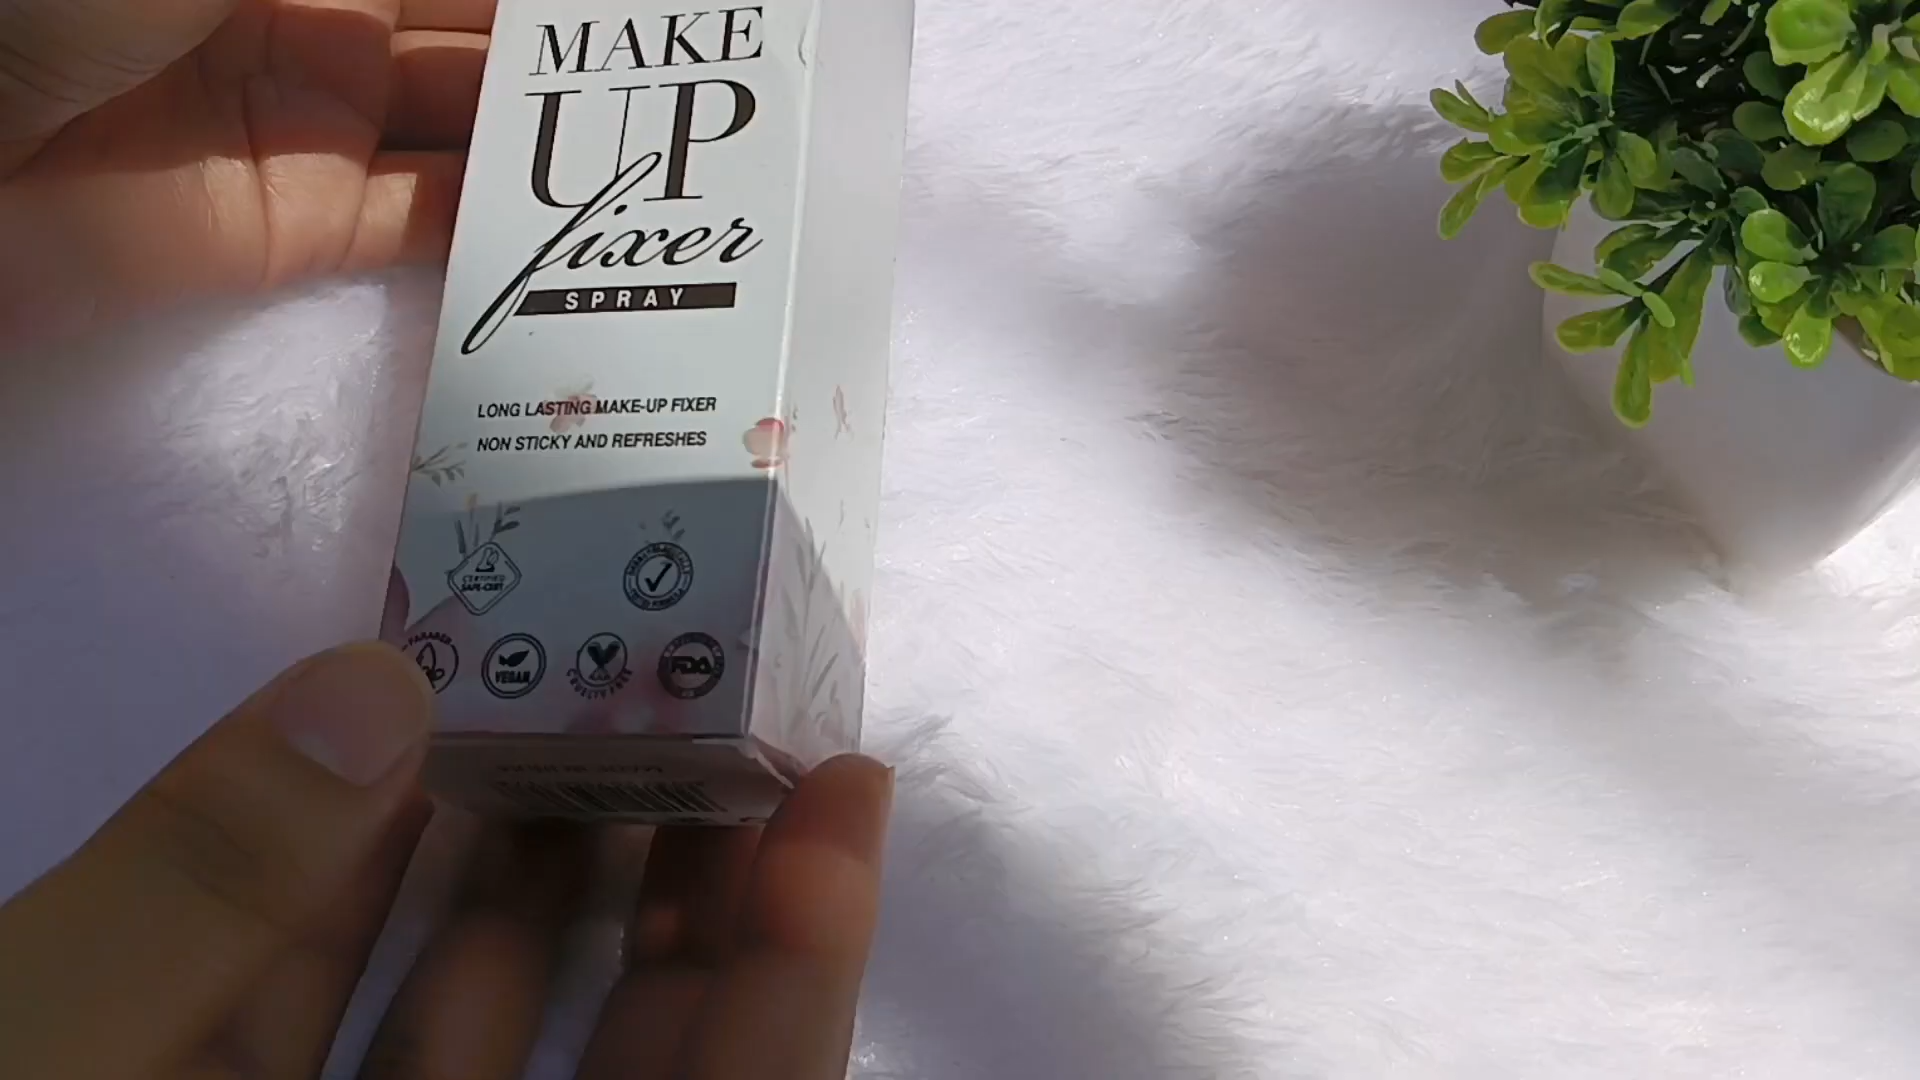 MAKE
UP
fixer
SPRAY
LONG LASTING MAKE-UP FIXER
NON STICKY AND REFRESHES
CERTIFIED
SAFE-CERT
PARABEN
VEGAN
CRUELTY FREE
FDA